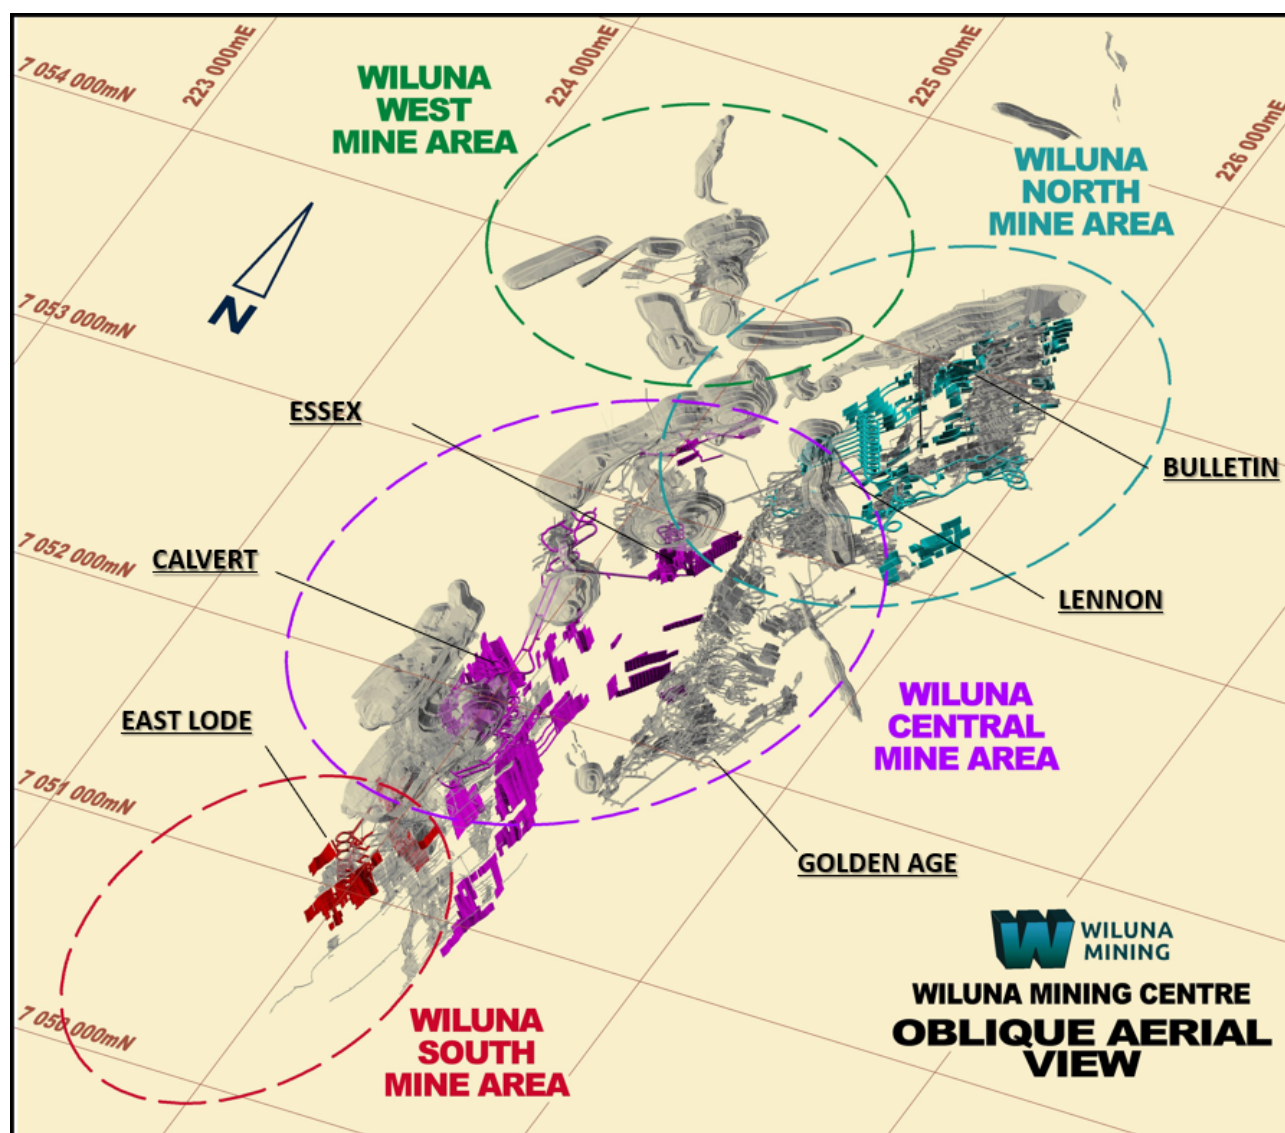 7 054 000mN
223 000mE
224 000mE
225 000mE
226 000mE
WILUNA
WEST
MINE AREA
WILUNA
NORTH
MINE AREA
N
7 053 000mN
ESSEX
BULLETIN
7 052 000mN
CALVERT
LENNON
WILUNA
CENTRAL
MINE AREA
EAST LODE
7 051 000mN
GOLDEN AGE
W WILUNA
MINING
WILUNA MINING CENTRE
OBLIQUE AERIAL
VIEW
7 050 000mN
WILUNA
SOUTH
MINE AREA